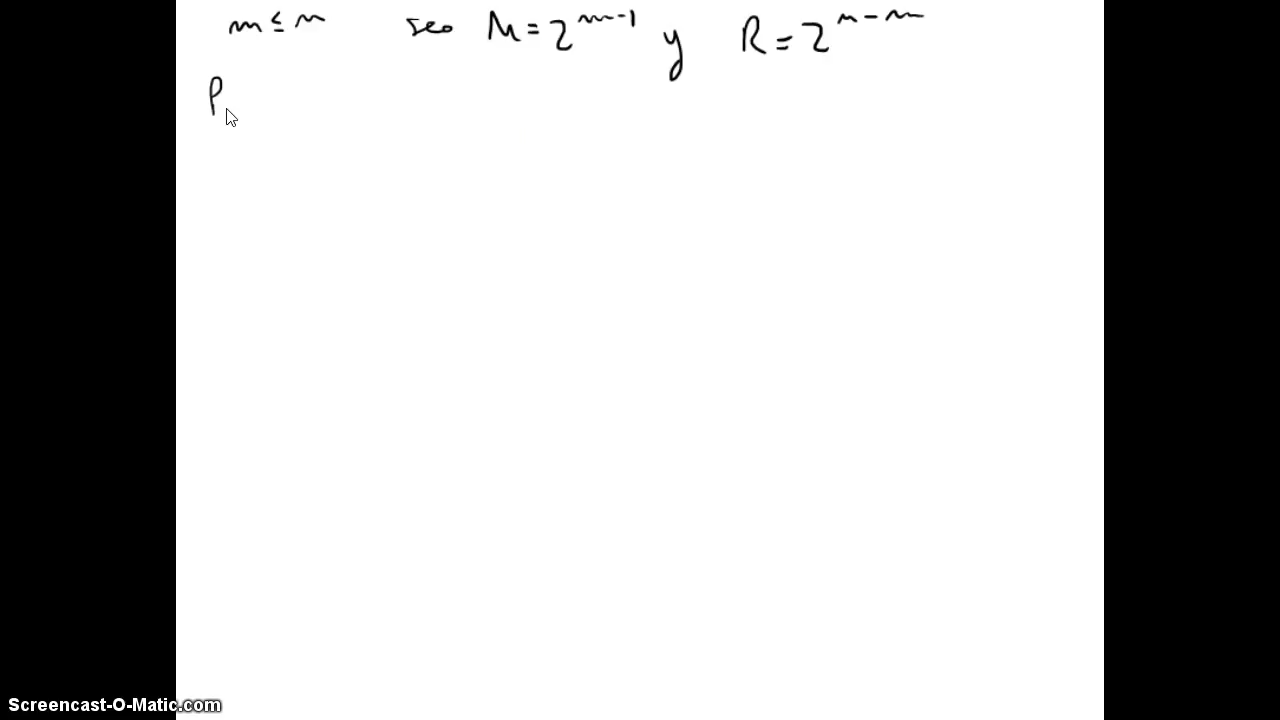 m ≤ n sea M = 2^{m-1} y R = 2^{n-m}
P
Screencast-O-Matic.com